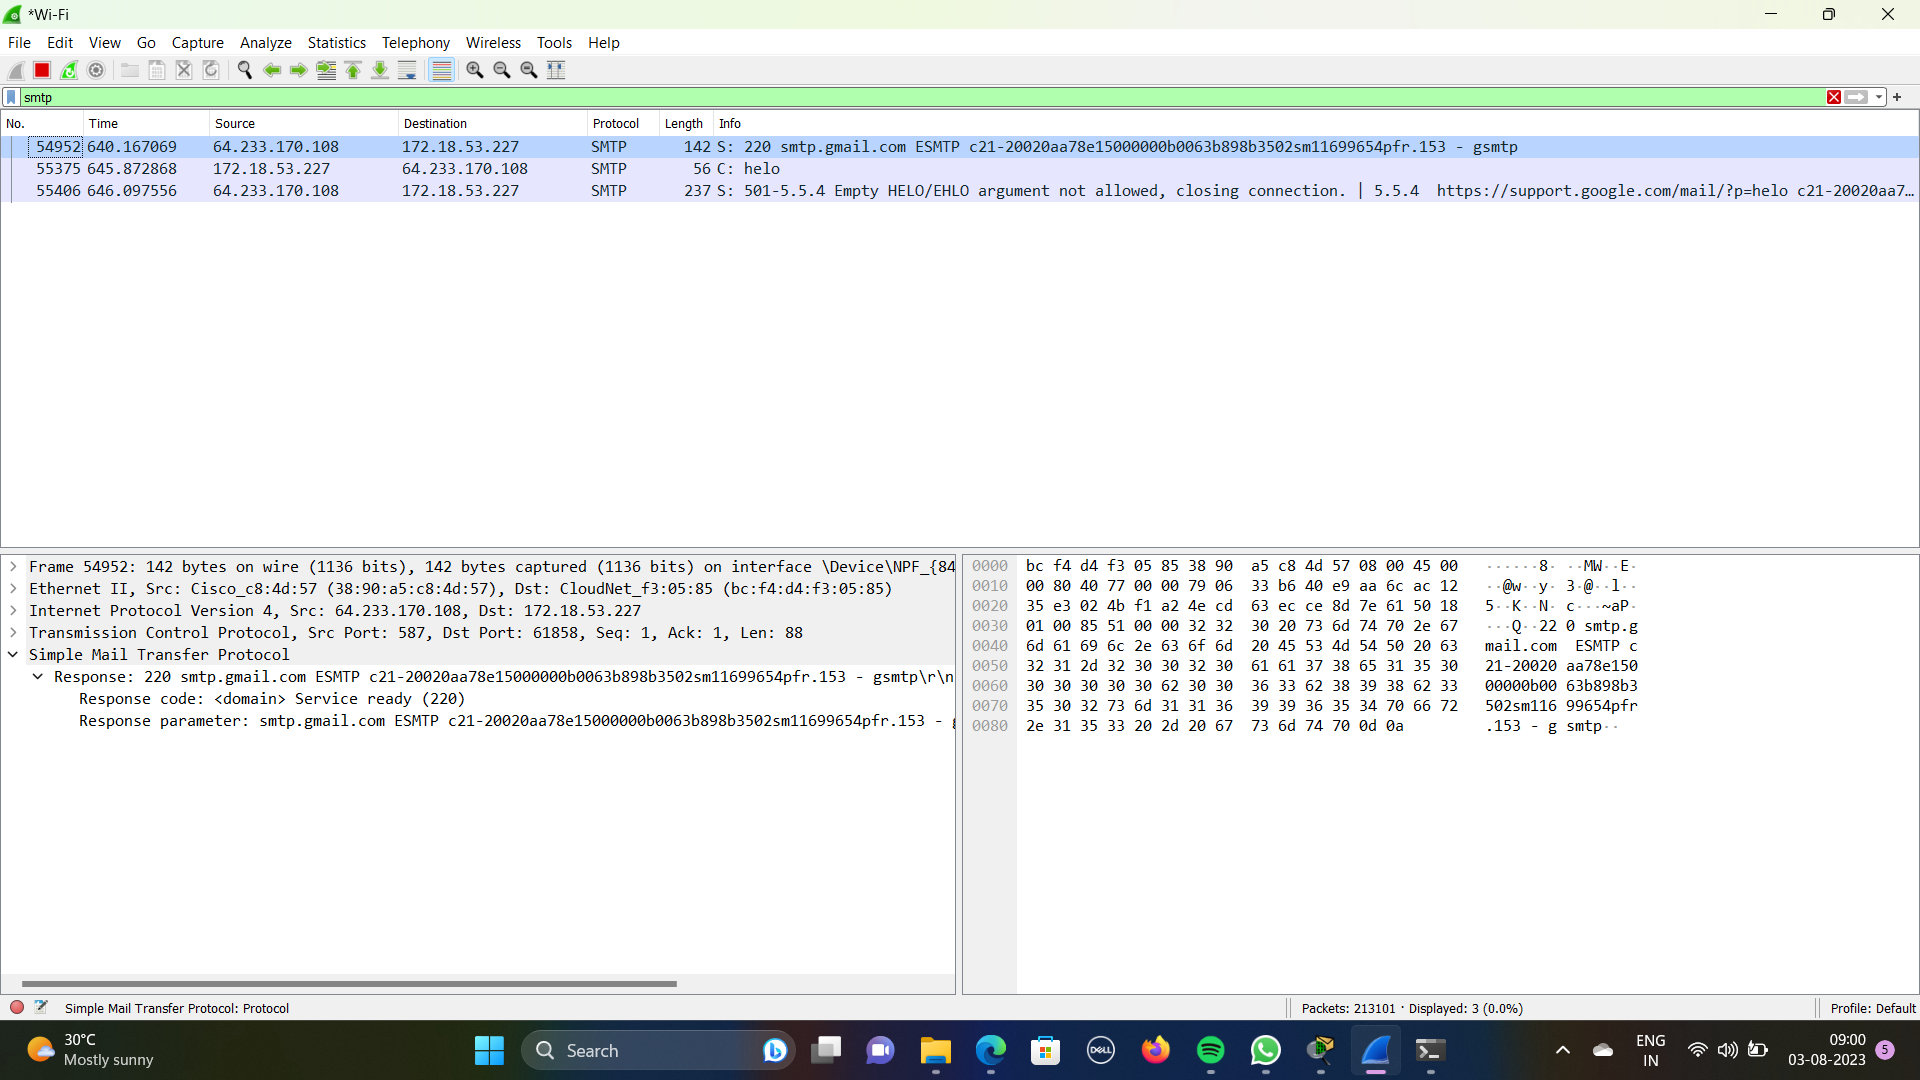 *Wi-Fi
File Edit View Go Capture Analyze Statistics Telephony Wireless Tools Help
smtp
No. Time Source Destination Protocol Length Info
54952 640.167069 64.233.170.108 172.18.53.227 SMTP 142 S: 220 smtp.gmail.com ESMTP c21-20020aa78e15000000b0063b898b3502sm11699654pfr.153 - gsmtp
55375 645.872868 172.18.53.227 64.233.170.108 SMTP 56 C: helo
55406 646.097556 64.233.170.108 172.18.53.227 SMTP 237 S: 501-5.5.4 Empty HELO/EHLO argument not allowed, closing connection. | 5.5.4 https://support.google.com/mail/?p=helo c21-20020aa7…
Frame 54952: 142 bytes on wire (1136 bits), 142 bytes captured (1136 bits) on interface \Device\NPF_{84
Ethernet II, Src: Cisco_c8:4d:57 (38:90:a5:c8:4d:57), Dst: CloudNet_f3:05:85 (bc:f4:d4:f3:05:85)
Internet Protocol Version 4, Src: 64.233.170.108, Dst: 172.18.53.227
Transmission Control Protocol, Src Port: 587, Dst Port: 61858, Seq: 1, Ack: 1, Len: 88
Simple Mail Transfer Protocol
Response: 220 smtp.gmail.com ESMTP c21-20020aa78e15000000b0063b898b3502sm11699654pfr.153 - gsmtp\r\n
Response code: <domain> Service ready (220)
Response parameter: smtp.gmail.com ESMTP c21-20020aa78e15000000b0063b898b3502sm11699654pfr.153 - g
0000 bc f4 d4 f3 05 85 38 90 a5 c8 4d 57 08 00 45 00 ······8· ··MW··E·
0010 00 80 40 77 00 00 79 06 33 b6 40 e9 aa 6c ac 12 ··@w··y· 3·@··l··
0020 35 e3 02 4b f1 a2 4e cd 63 ec ce 8d 7e 61 50 18 5··K··N· c···~aP·
0030 01 00 85 51 00 00 32 32 30 20 73 6d 74 70 2e 67 ···Q··22 0 smtp.g
0040 6d 61 69 6c 2e 63 6f 6d 20 45 53 4d 54 50 20 63 mail.com ESMTP c
0050 32 31 2d 32 30 30 32 30 61 61 37 38 65 31 35 30 21-20020 aa78e150
0060 30 30 30 30 30 62 30 30 36 33 62 38 39 38 62 33 00000b00 63b898b3
0070 35 30 32 73 6d 31 31 36 39 39 36 35 34 70 66 72 502sm116 99654pfr
0080 2e 31 35 33 20 2d 20 67 73 6d 74 70 0d 0a .153 - g smtp··
Simple Mail Transfer Protocol: Protocol
Packets: 213101 · Displayed: 3 (0.0%)
Profile: Default
30°C
Mostly sunny
Search
DELL
ENG
IN
09:00
03-08-2023
5